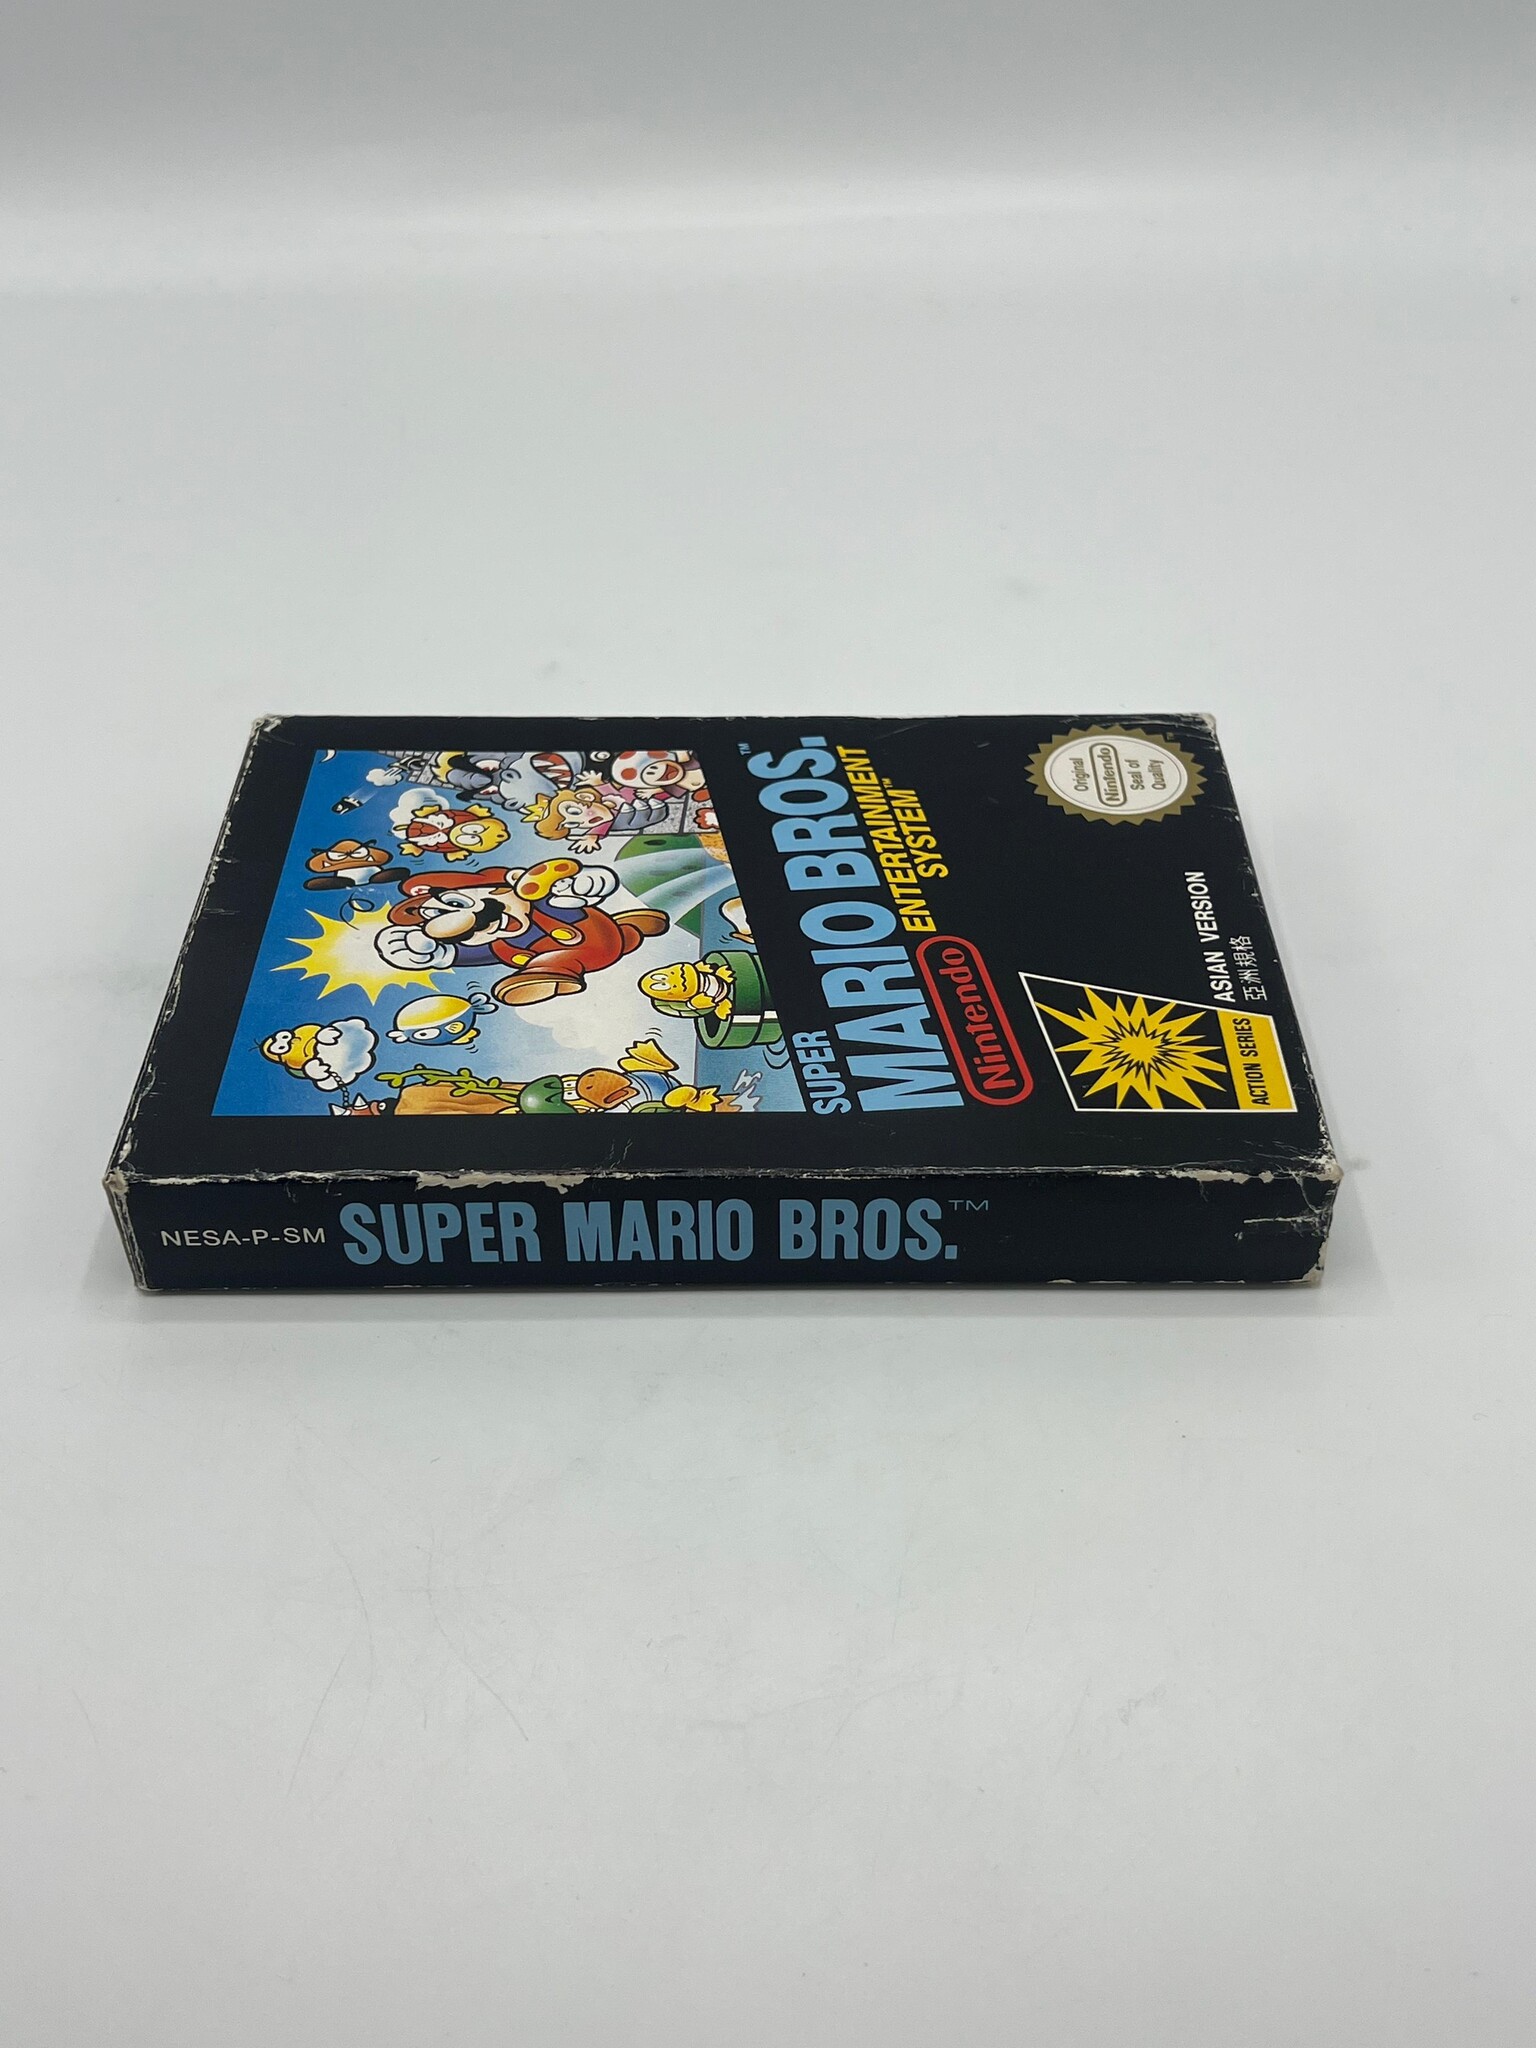 SUPER
MARIO BROS.™
Nintendo
ENTERTAINMENT
SYSTEM™
Original
Nintendo
Seal of
Quality
TM
ASIAN VERSION
亞洲規格
ACTION SERIES
NESA-P-SM SUPER MARIO BROS.™